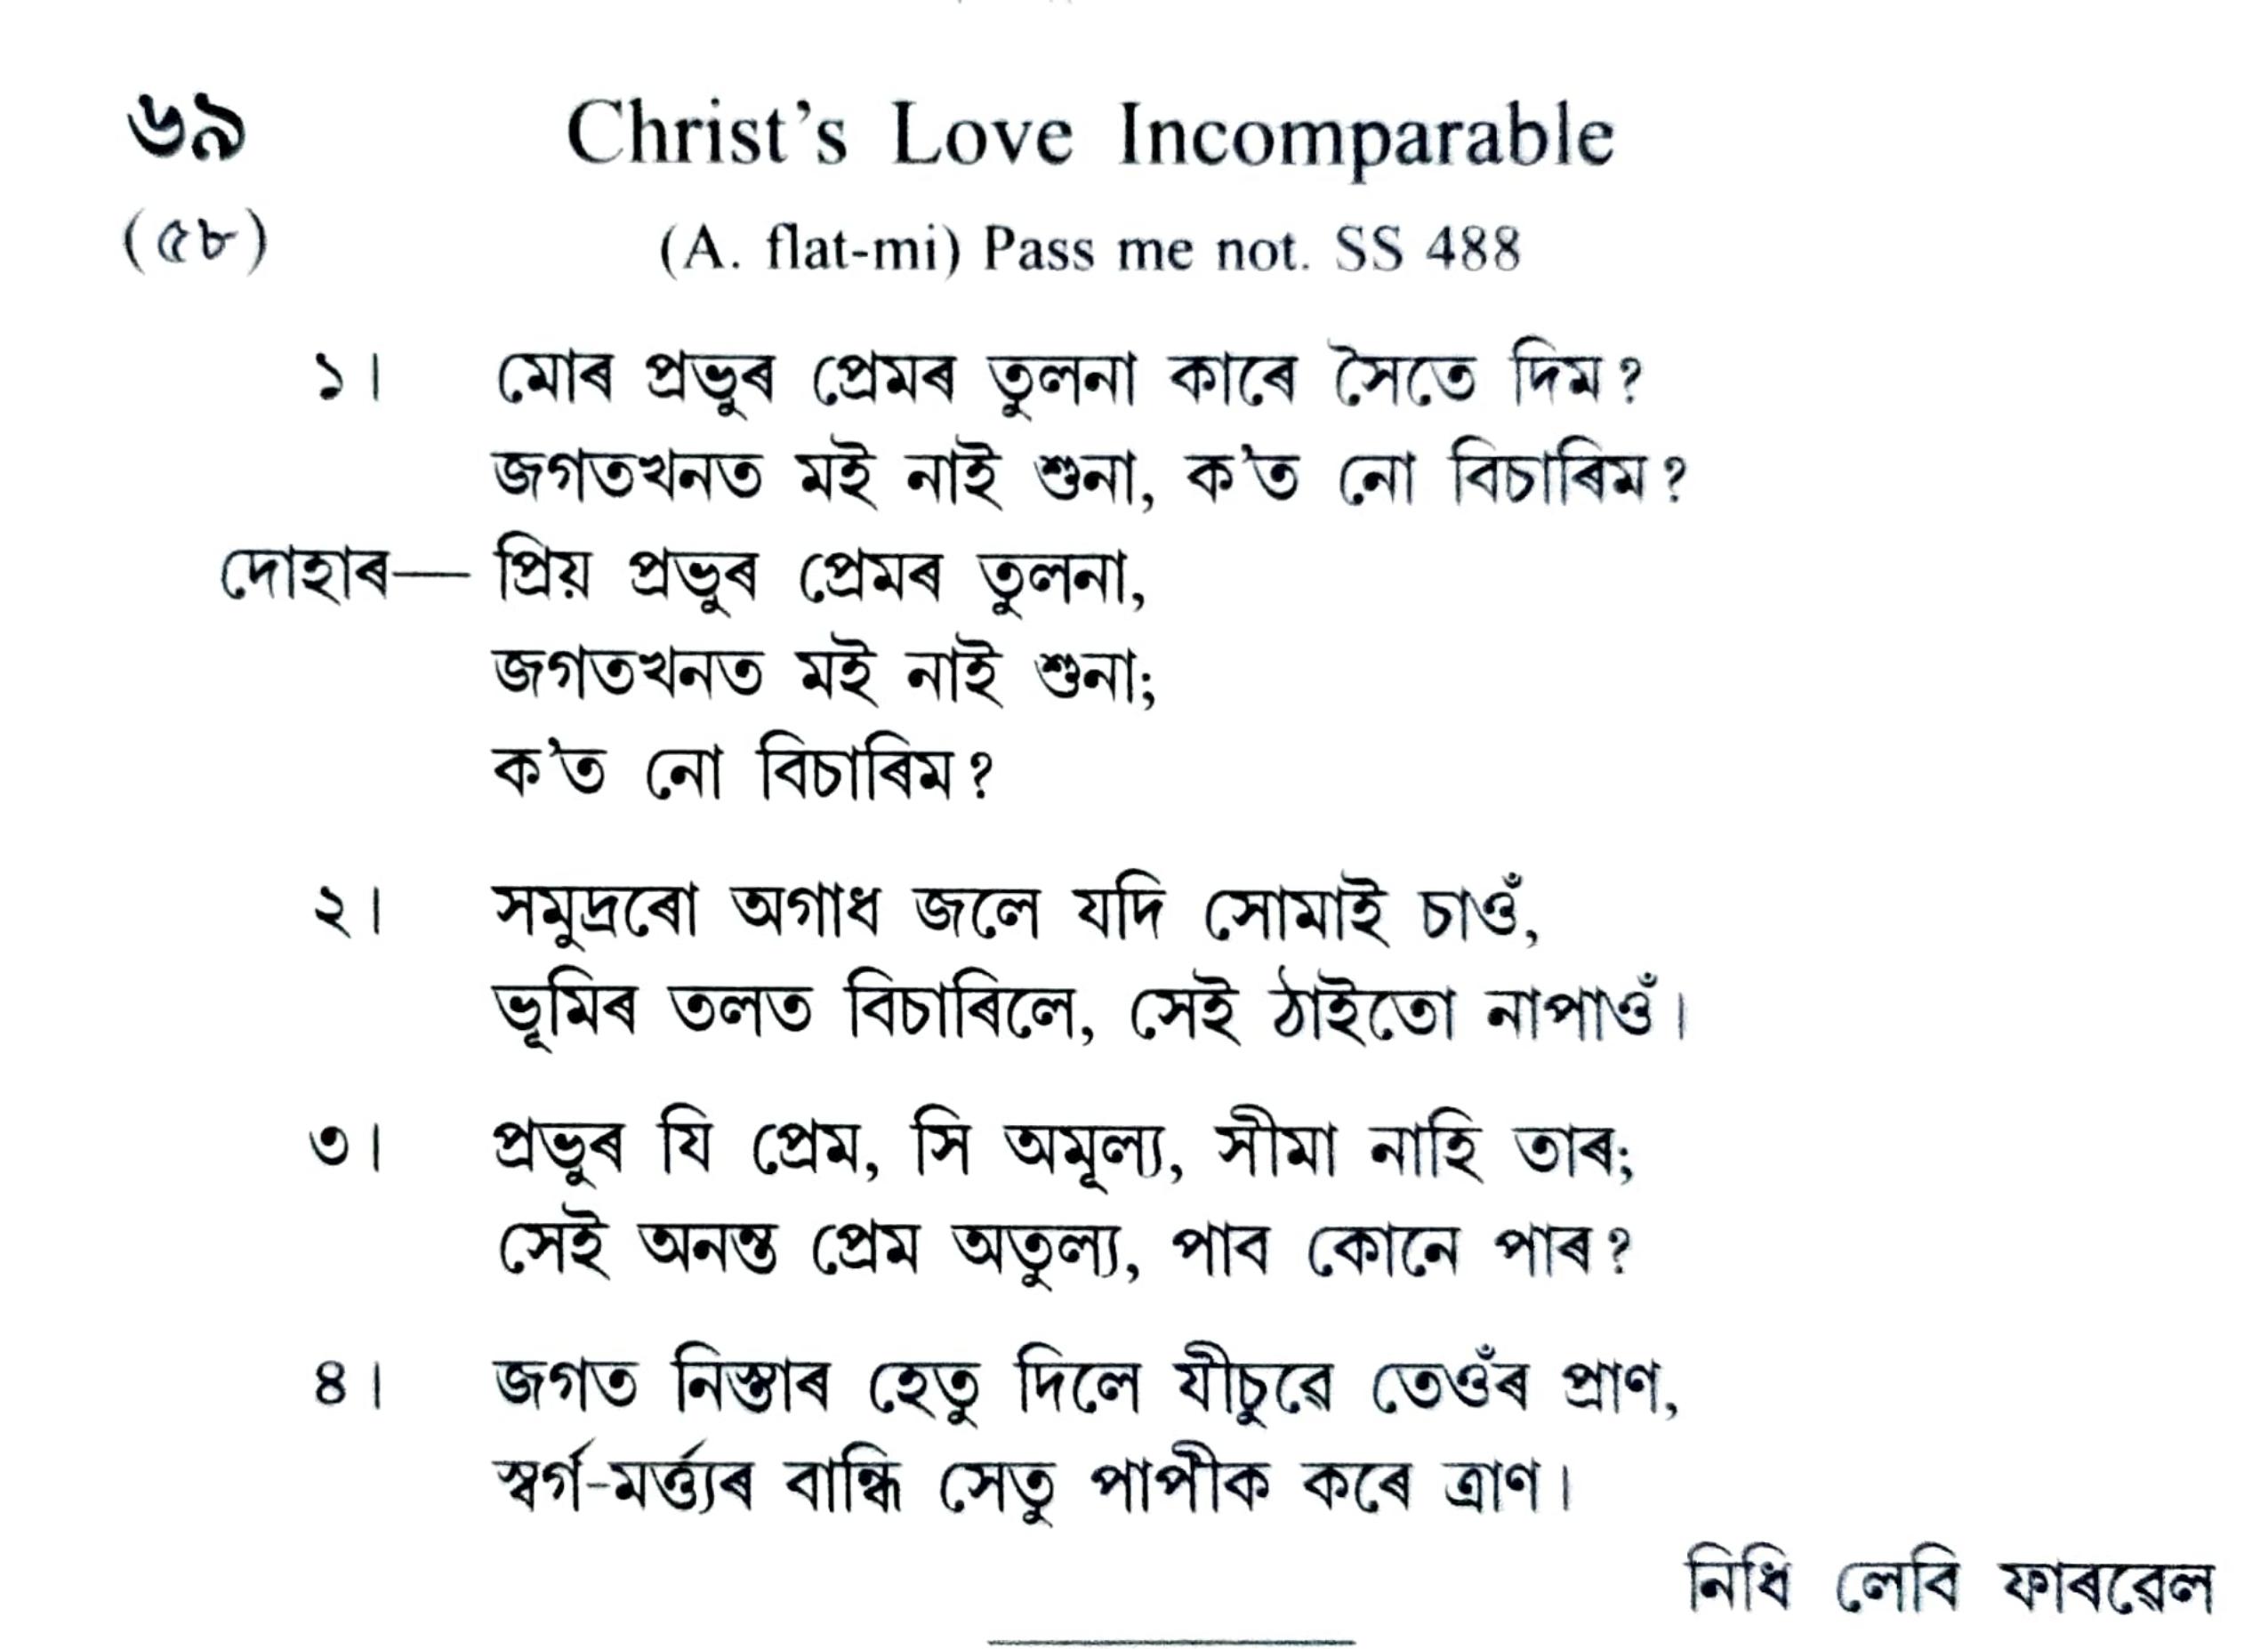 ৬৯ Christ's Love Incomparable
(৫৮) (A. flat-mi) Pass me not. SS 488
১। মোৰ প্ৰভুৰ প্ৰেমৰ তুলনা কাৰে সৈতে দিম?
জগতখনত মই নাই শুনা, ক'ত নো বিচাৰিম?
দোহাৰ— প্ৰিয় প্ৰভুৰ প্ৰেমৰ তুলনা,
জগতখনত মই নাই শুনা;
ক'ত নো বিচাৰিম?
২। সমুদ্ৰৰো অগাধ জলে যদি সোমাই চাওঁ,
ভূমিৰ তলত বিচাৰিলে, সেই ঠাইতো নাপাওঁ।
৩। প্ৰভুৰ যি প্ৰেম, সি অমূল্য, সীমা নাহি তাৰ;
সেই অনন্ত প্ৰেম অতুল্য, পাব কোনে পাৰ?
৪। জগত নিস্তাৰ হেতু দিলে যীচুৱে তেওঁৰ প্ৰাণ,
স্বৰ্গ-মৰ্ত্ত্যৰ বান্ধি সেতু পাপীক কৰে ত্ৰাণ।
নিধি লেবি ফাৰৱেল